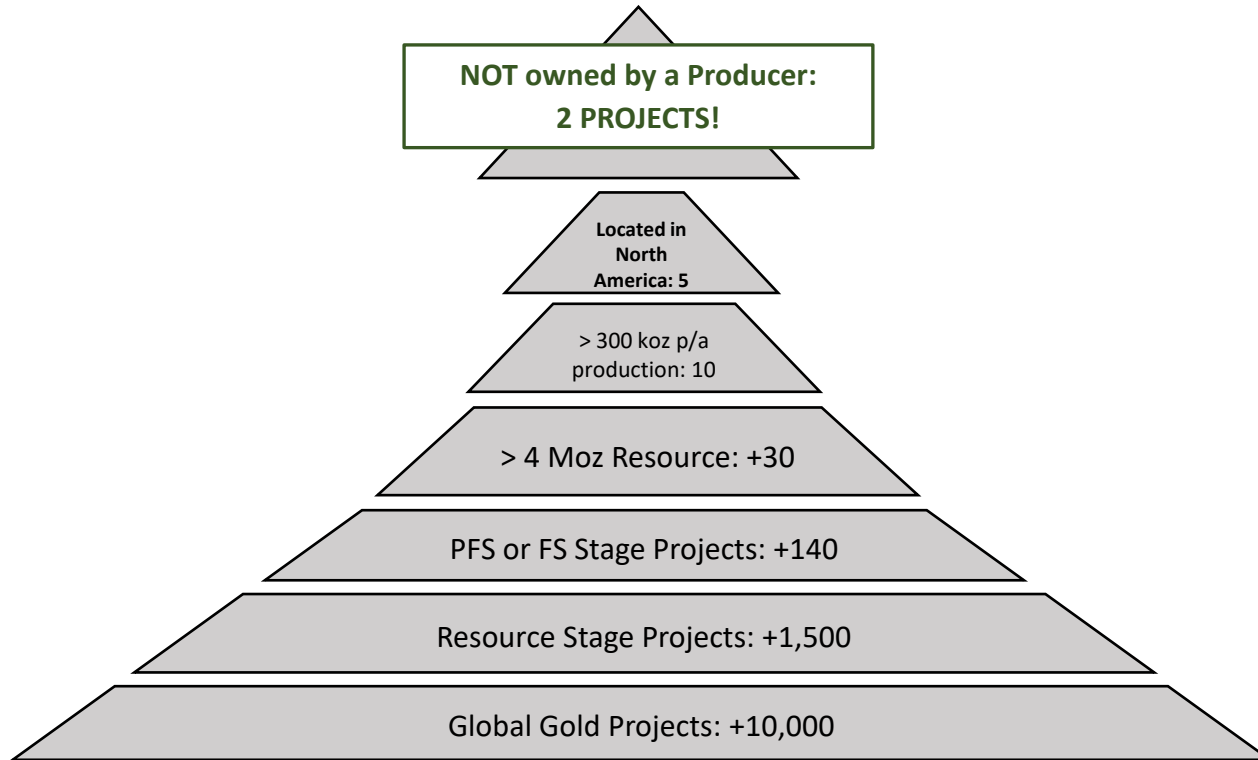 NOT owned by a Producer:
2 PROJECTS!
Located in
North
America: 5
> 300 koz p/a
production: 10
> 4 Moz Resource: +30
PFS or FS Stage Projects: +140
Resource Stage Projects: +1,500
Global Gold Projects: +10,000